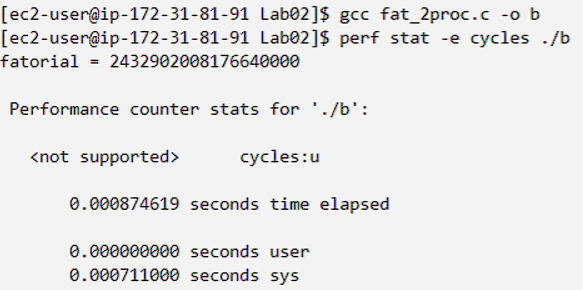 [ec2-user@ip-172-31-81-91 Lab02]$ gcc fat_2proc.c -o b
[ec2-user@ip-172-31-81-91 Lab02]$ perf stat -e cycles ./b
fatorial = 2432902008176640000
Performance counter stats for './b':
<not supported>      cycles:u
0.000874619 seconds time elapsed
0.000000000 seconds user
0.000711000 seconds sys